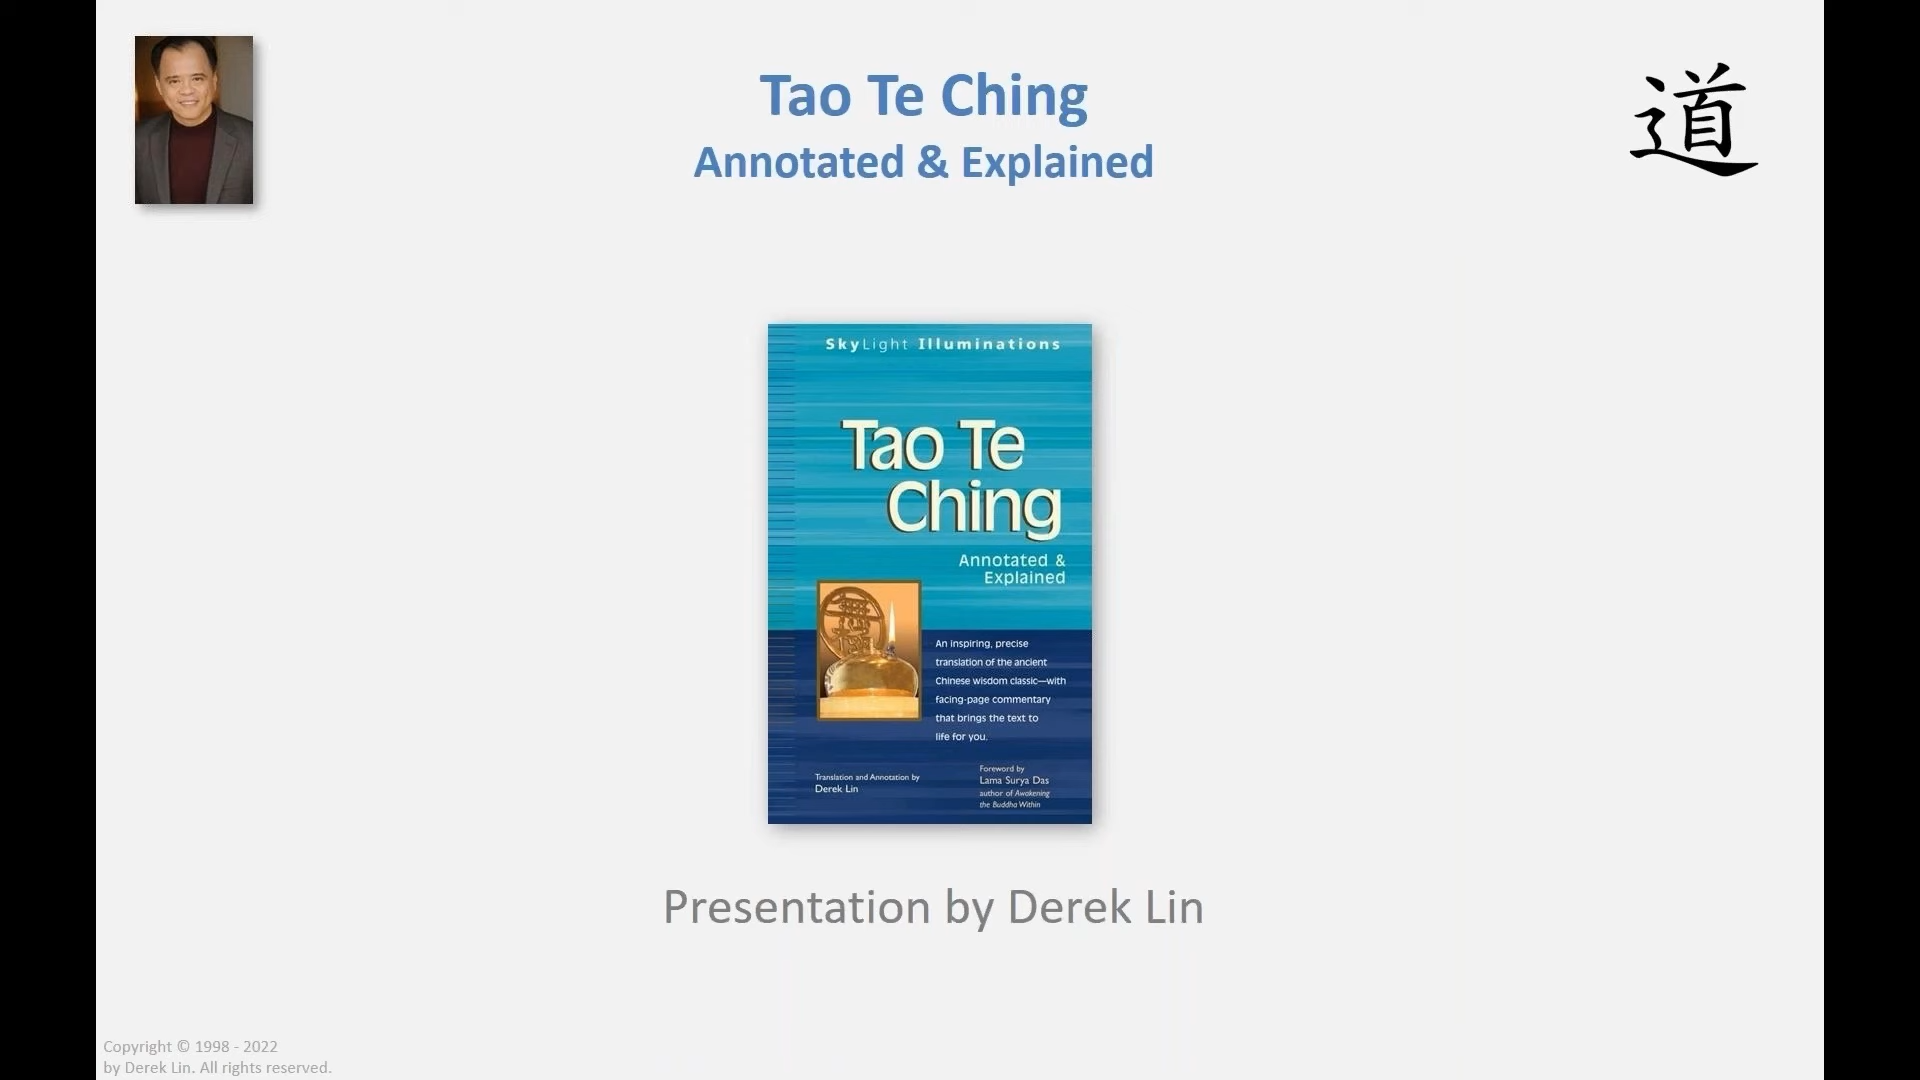 Tao Te Ching
Annotated & Explained
道
SkyLight Illuminations
Tao Te
Ching
Annotated &
Explained
An inspiring, precise
translation of the ancient
Chinese wisdom classic—with
facing-page commentary
that brings the text to
life for you.
Translation and Annotation by
Derek Lin
Foreword by
Lama Surya Das
author of Awakening
the Buddha Within
Presentation by Derek Lin
Copyright © 1998 - 2022
by Derek Lin. All rights reserved.